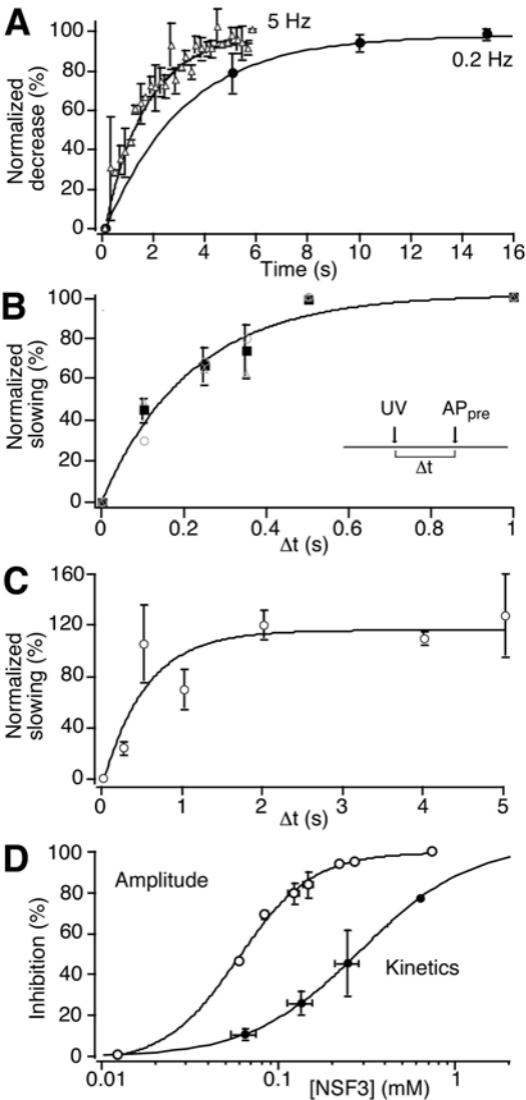 A
Normalized
decrease (%)
100
80
60
40
20
0
5 Hz
0.2 Hz
0 2 4 6 8 10 12 14 16
Time (s)
B
Normalized
slowing (%)
100
80
60
40
20
0
UV APpre
Δt
0 0.2 0.4 0.6 0.8 1
Δt (s)
C
Normalized
slowing (%)
160
120
80
40
0
0 1 2 3 4 5
Δt (s)
D
Inhibition (%)
100
80
60
40
20
0
Amplitude
Kinetics
0.01 0.1 1
[NSF3] (mM)